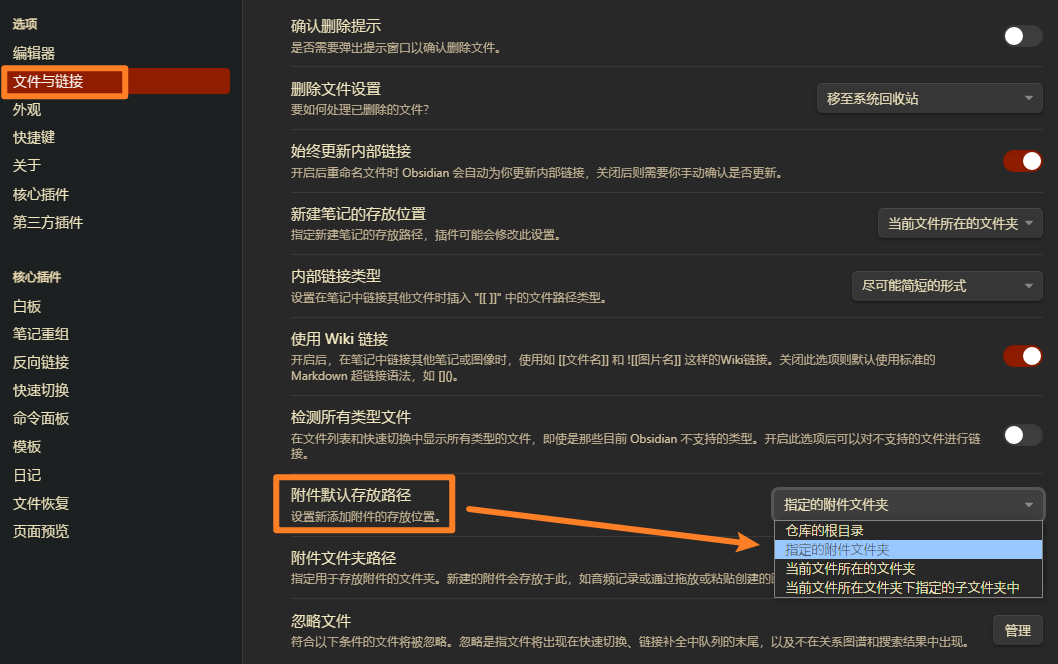 选项
编辑器
文件与链接
外观
快捷键
关于
核心插件
第三方插件
核心插件
白板
笔记重组
反向链接
快速切换
命令面板
模板
日记
文件恢复
页面预览
确认删除提示
是否需要弹出提示窗口以确认删除文件。
删除文件设置
要如何处理已删除的文件?
移至系统回收站
始终更新内部链接
开启后重命名文件时 Obsidian 会自动为你更新内部链接，关闭后则需要你手动确认是否更新。
新建笔记的存放位置
指定新建笔记的存放路径，插件可能会修改此设置。
当前文件所在的文件夹
内部链接类型
设置在笔记中链接其他文件时插入 "[[ ]]" 中的文件路径类型。
尽可能简短的形式
使用 Wiki 链接
开启后，在笔记中链接其他笔记或图像时，使用如 [[文件名]] 和 ![[图片名]] 这样的Wiki链接。关闭此选项则默认使用标准的
Markdown 超链接语法，如 []()。
检测所有类型文件
在文件列表和快速切换中显示所有类型的文件，即使是那些目前 Obsidian 不支持的类型。开启此选项后可以对不支持的文件进行链
接。
附件默认存放路径
设置新添加附件的存放位置。
指定的附件文件夹
仓库的根目录
指定的附件文件夹
当前文件所在的文件夹
当前文件所在文件夹下指定的子文件夹中
附件文件夹路径
指定用于存放附件的文件夹。新建的附件会存放于此，如音频记录或通过拖放或粘贴创建的
忽略文件
符合以下条件的文件将被忽略。忽略是指文件将出现在快速切换、链接补全中队列的末尾，以及不在关系图谱和搜索结果中出现。
管理